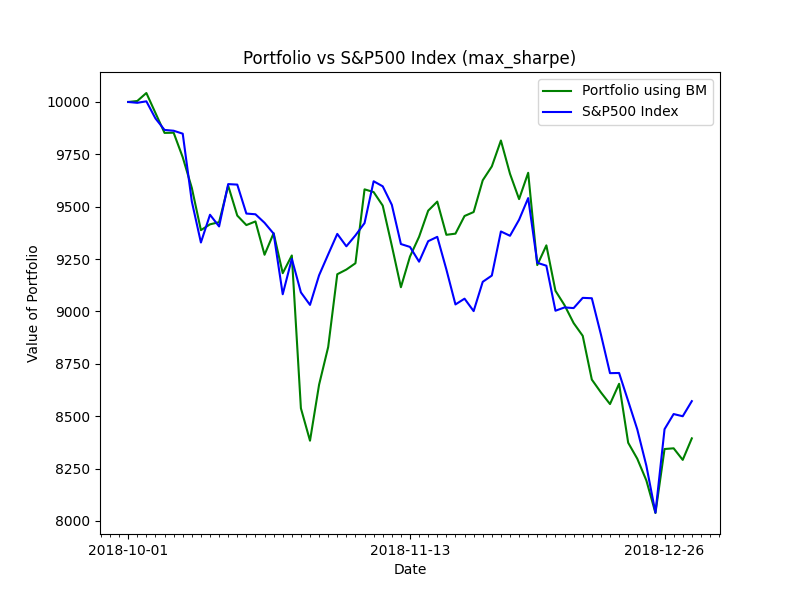 Portfolio vs S&P500 Index (max_sharpe)
Portfolio using BM
S&P500 Index
10000
9750
9500
9250
9000
8750
8500
8250
8000
Value of Portfolio
2018-10-01
2018-11-13
2018-12-26
Date